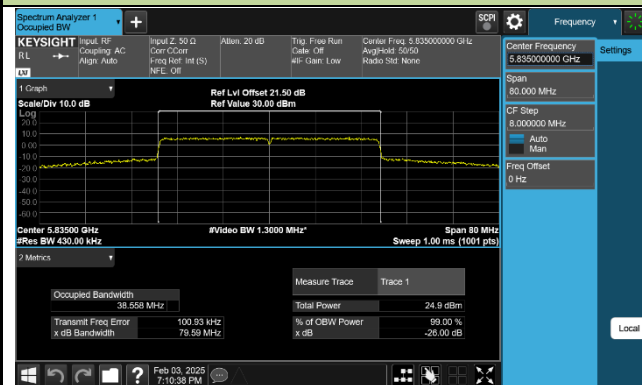 Spectrum Analyzer 1
Occupied BW
SCPI
Frequency
KEYSIGHT
RL
LXI
Input: RF
Coupling: AC
Align: Auto
Input Z: 50 Ω
Corr CCorr
Freq Ref: Int (S)
NFE: Off
Atten: 20 dB
Trig: Free Run
Gate: Off
#IF Gain: Low
Center Freq: 5.835000000 GHz
Avg|Hold: 50/50
Radio Std: None
Center Frequency
5.835000000 GHz
Settings
Span
80.000 MHz
CF Step
8.000000 MHz
Auto
Man
Freq Offset
0 Hz
1 Graph
Scale/Div 10.0 dB
Ref Lvl Offset 21.50 dB
Ref Value 30.00 dBm
Log
20.0
10.0
0.00
-10.0
-20.0
-30.0
-40.0
-50.0
-60.0
Center 5.83500 GHz
#Res BW 430.00 kHz
#Video BW 1.3000 MHz*
Span 80 MHz
Sweep 1.00 ms (1001 pts)
2 Metrics
Measure Trace
Trace 1
Occupied Bandwidth
38.558 MHz
Total Power
24.9 dBm
Transmit Freq Error
100.93 kHz
% of OBW Power
99.00 %
x dB Bandwidth
79.59 MHz
x dB
-26.00 dB
Local
?
Feb 03, 2025
7:10:38 PM